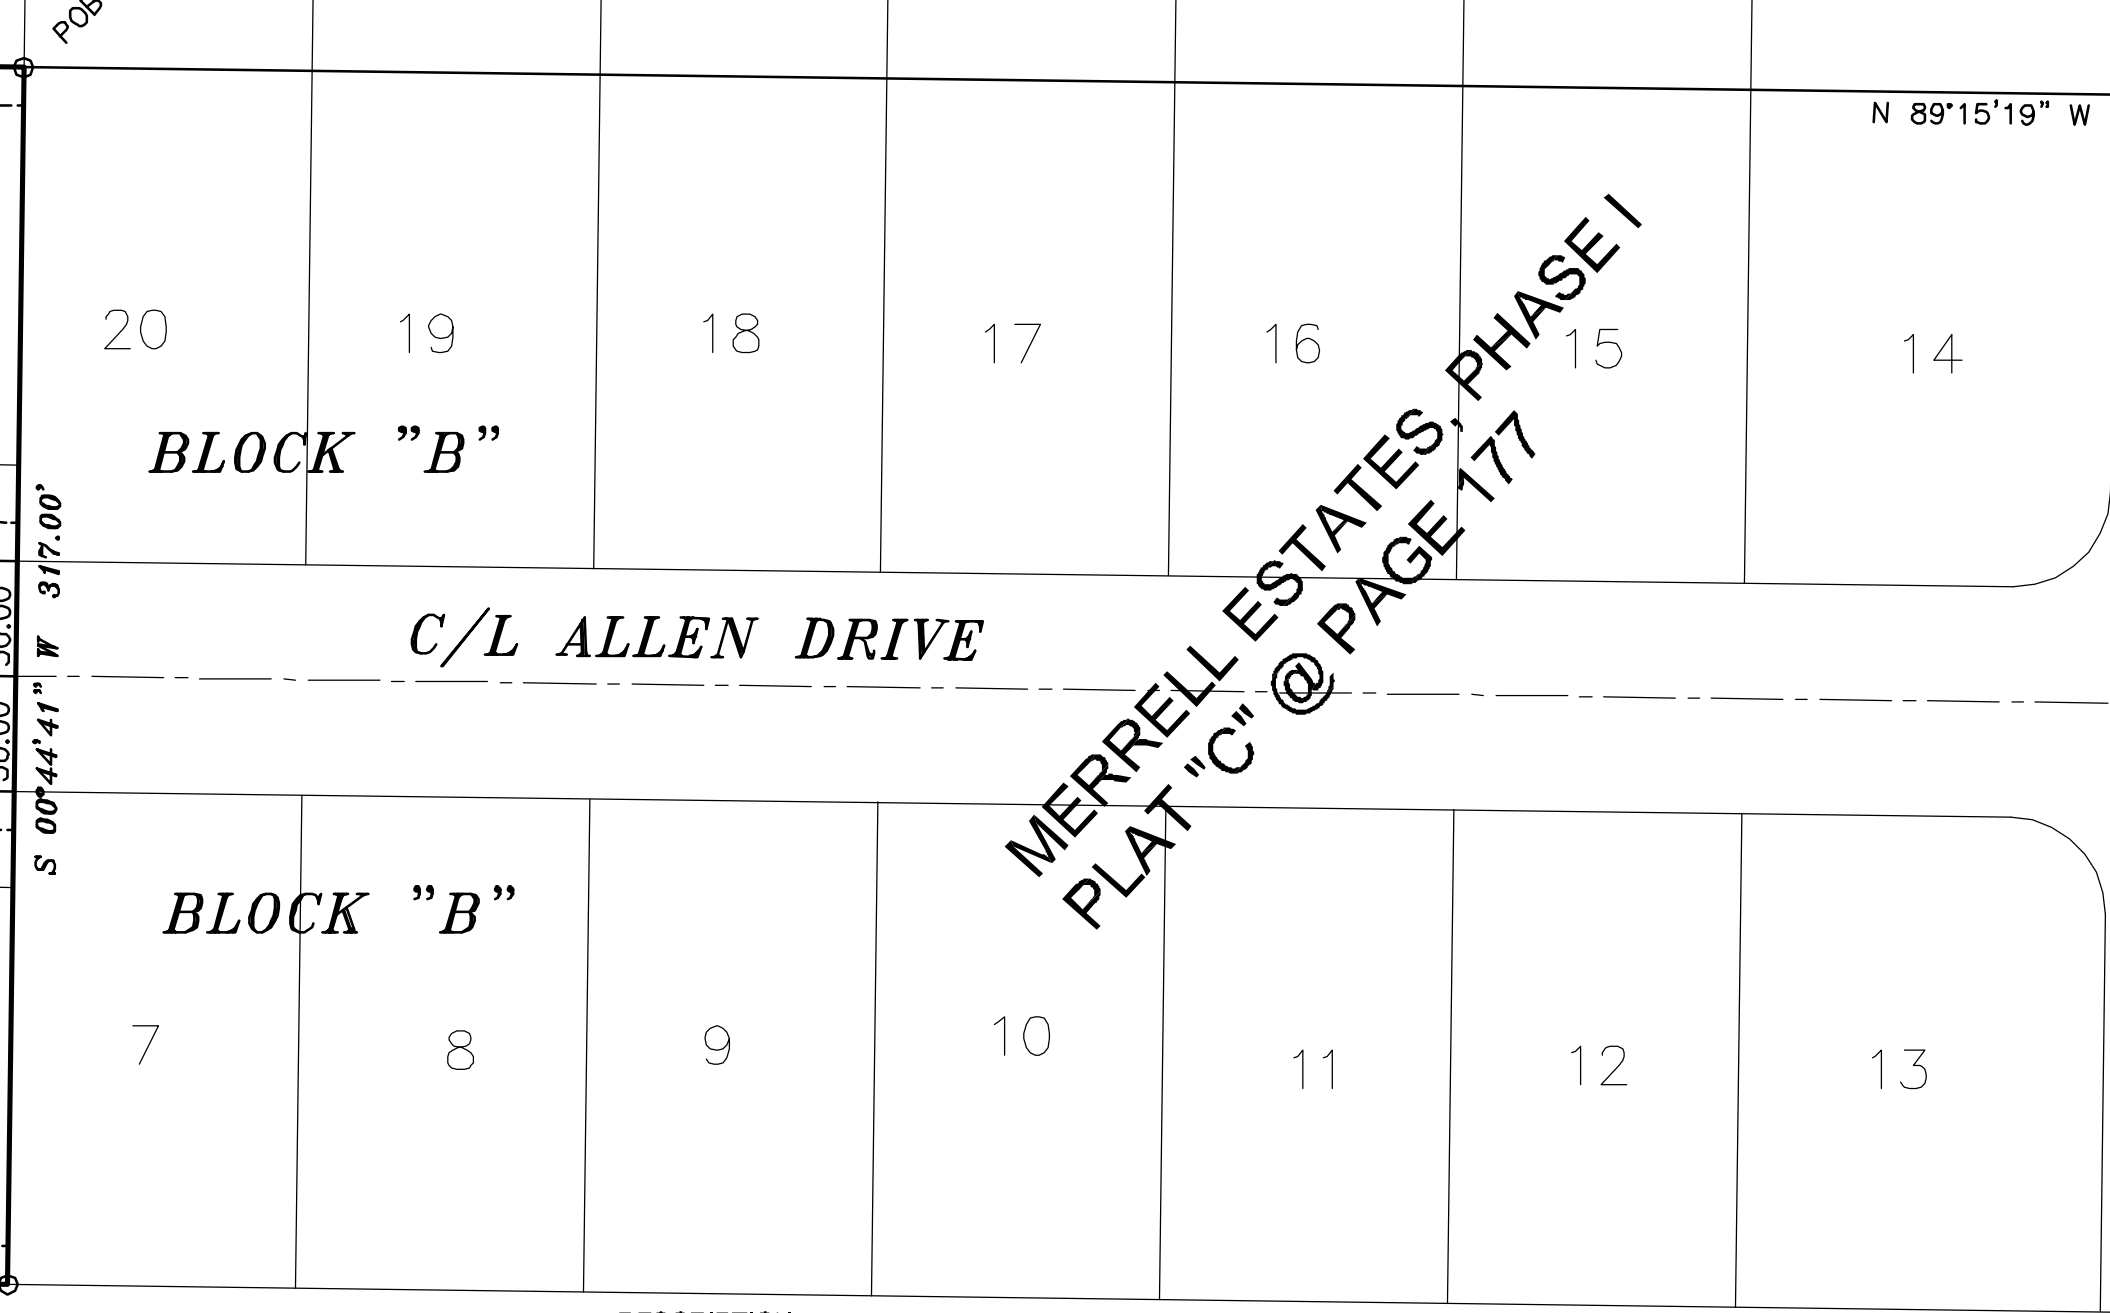 POB
N 89°15'19" W
20
19
18
17
16
15
14
BLOCK "B"
S 00°44'41" W 317.00'
C/L ALLEN DRIVE
MERRELL ESTATES, PHASE I
PLAT "C" @ PAGE 177
BLOCK "B"
7
8
9
10
11
12
13